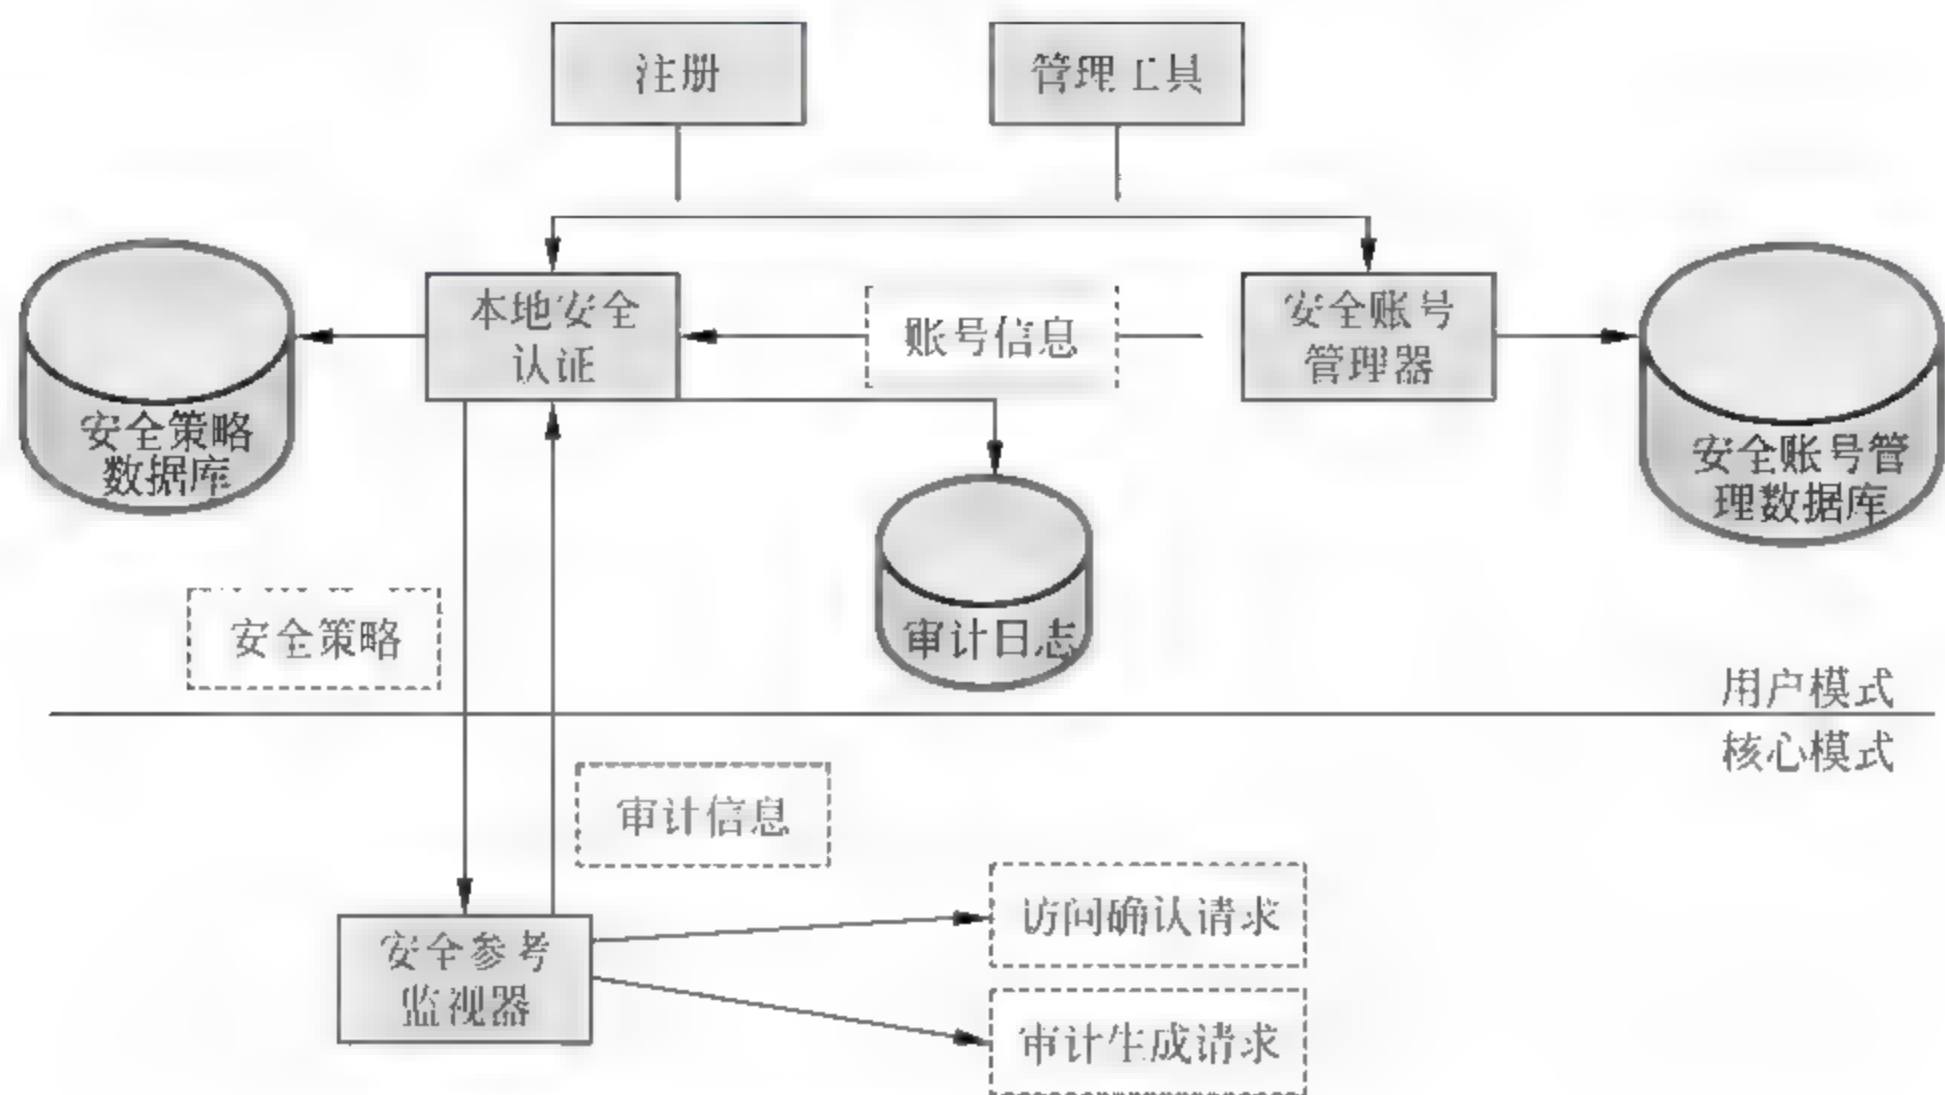 注册
管理工具
本地安全
认证
账号信息
安全账号
管理器
安全策略
数据库
安全账号管
理数据库
安全策略
审计日志
用户模式
核心模式
审计信息
安全参考
监视器
访问确认请求
审计生成请求